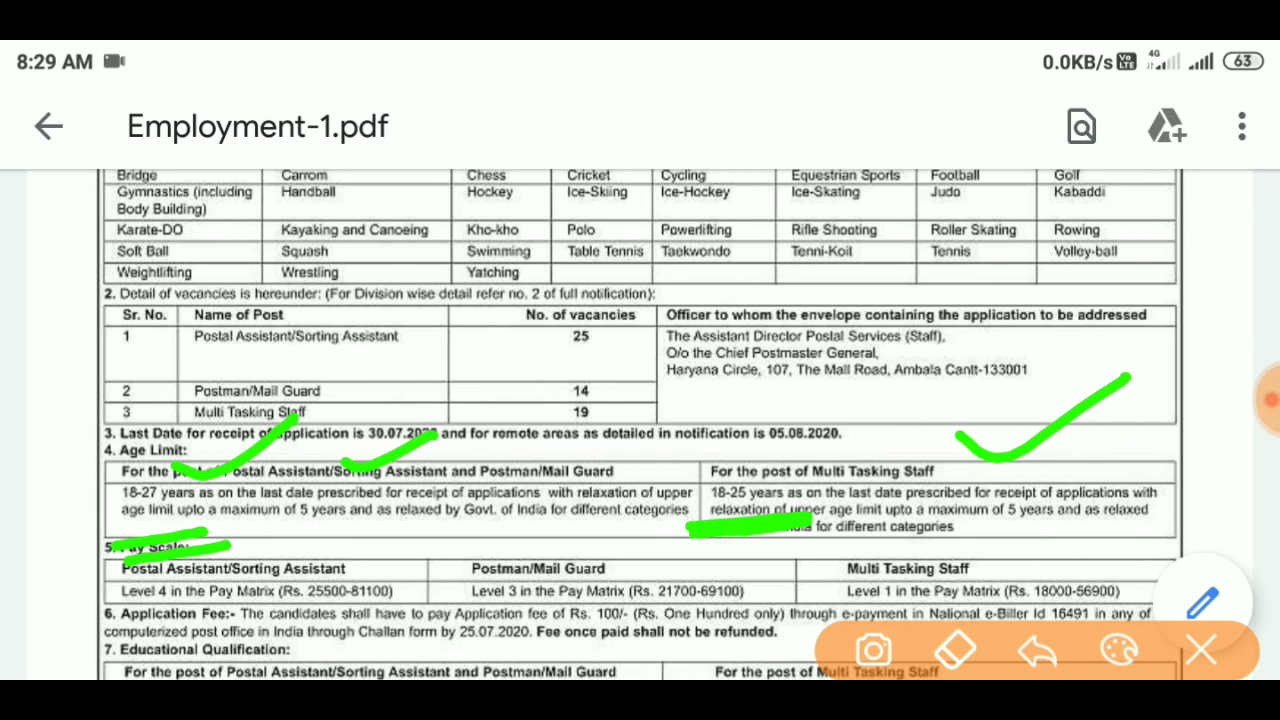 8:29 AM
0.0KB/s Vo LTE 4G 63
Employment-1.pdf
Bridge Carrom Chess Cricket Cycling Equestrian Sports Football Golf
Gymnastics (including Handball Hockey Ice-Skiing Ice-Hockey Ice-Skating Judo Kabaddi
Body Building)
Karate-DO Kayaking and Canoeing Kho-kho Polo Powerlifting Rifle Shooting Roller Skating Rowing
Soft Ball Squash Swimming Table Tennis Taekwondo Tenni-Koil Tennis Volley-ball
Weightlifting Wrestling Yatching
2. Detail of vacancies is hereunder: (For Division wise detail refer no. 2 of full notification):
Sr. No. Name of Post No. of vacancies Officer to whom the envelope containing the application to be addressed
1 Postal Assistant/Sorting Assistant 25 The Assistant Director Postal Services (Staff),
O/o the Chief Postmaster General,
Haryana Circle, 107, The Mall Road, Ambala Cantt-133001
2 Postman/Mail Guard 14
3 Multi Tasking Staff 19
3. Last Date for receipt of application is 30.07.2020 and for remote areas as detailed in notification is 05.08.2020.
4. Age Limit:
For the post of Postal Assistant/Sorting Assistant and Postman/Mail Guard For the post of Multi Tasking Staff
18-27 years as on the last date prescribed for receipt of applications with relaxation of upper 18-25 years as on the last date prescribed for receipt of applications with
age limit upto a maximum of 5 years and as relaxed by Govt. of India for different categories relaxation of upper age limit upto a maximum of 5 years and as relaxed
for different categories
5. Pay Scale:
Postal Assistant/Sorting Assistant Postman/Mail Guard Multi Tasking Staff
Level 4 in the Pay Matrix (Rs. 25500-81100) Level 3 in the Pay Matrix (Rs. 21700-69100) Level 1 in the Pay Matrix (Rs. 18000-56900)
6. Application Fee:- The candidates shall have to pay Application fee of Rs. 100/- (Rs. One Hundred only) through e-payment in National e-Biller Id 16491 in any of
computerized post office in India through Challan form by 25.07.2020. Fee once paid shall not be refunded.
7. Educational Qualification:
For the post of Postal Assistant/Sorting Assistant and Postman/Mail Guard For the post of Multi Tasking Staff